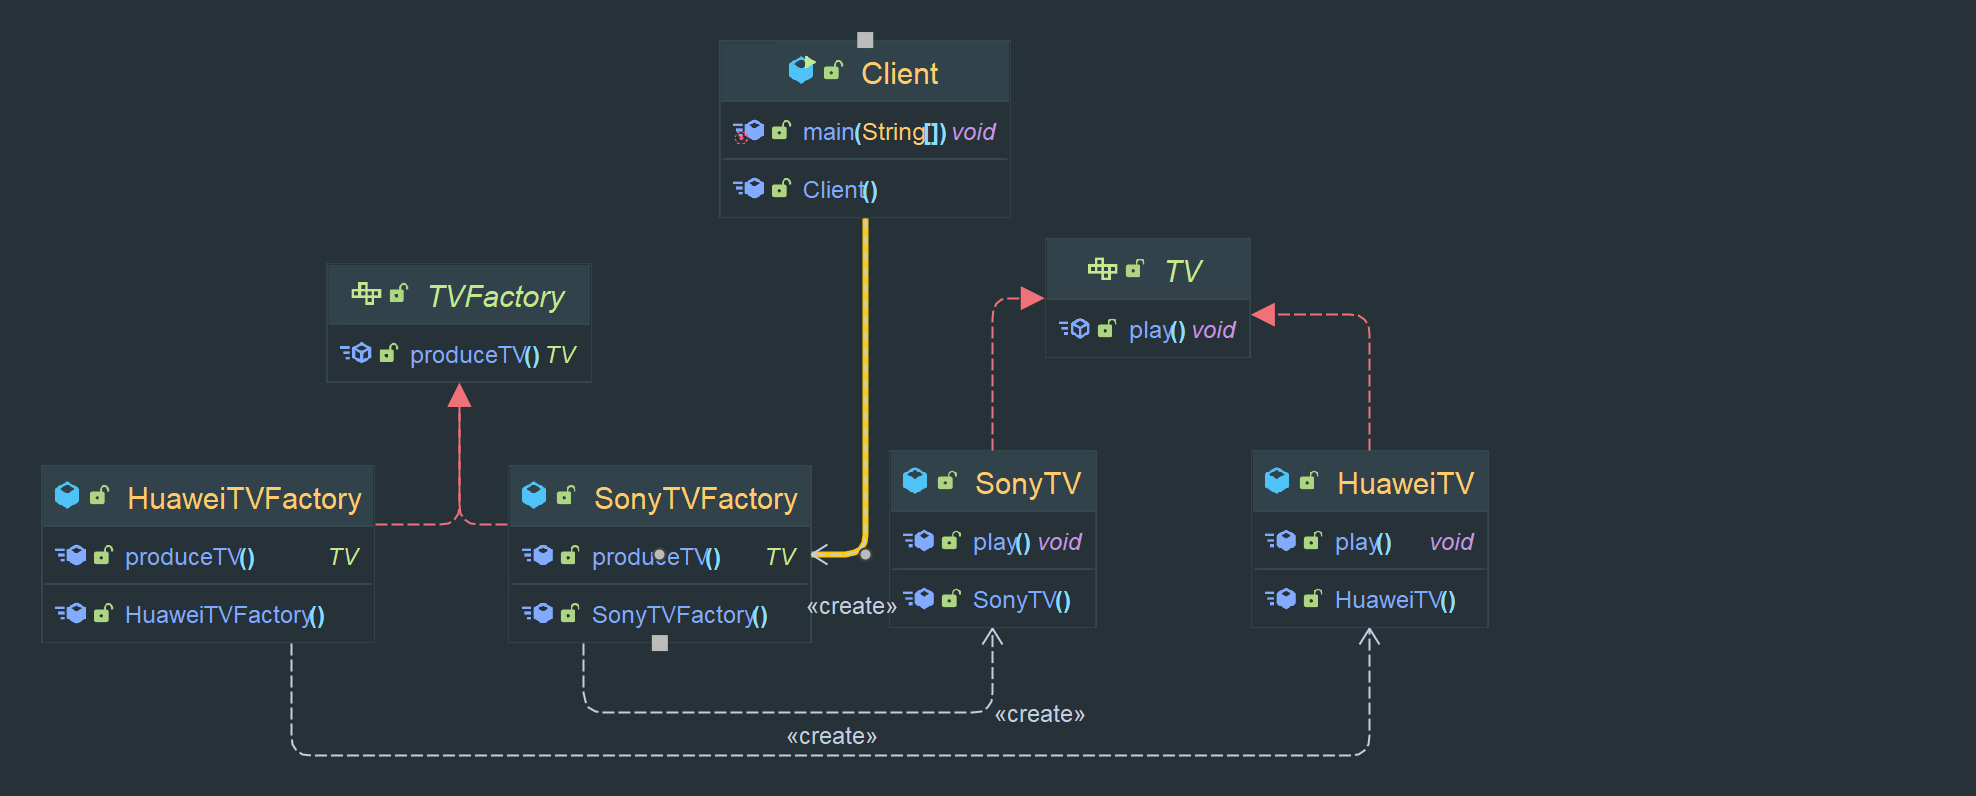 Client
main(String[]) void
Client()
TVFactory
produceTV() TV
TV
play() void
HuaweiTVFactory
produceTV() TV
HuaweiTVFactory()
SonyTVFactory
produceTV() TV
SonyTVFactory()
«create»
SonyTV
play() void
SonyTV()
HuaweiTV
play() void
HuaweiTV()
«create»
«create»